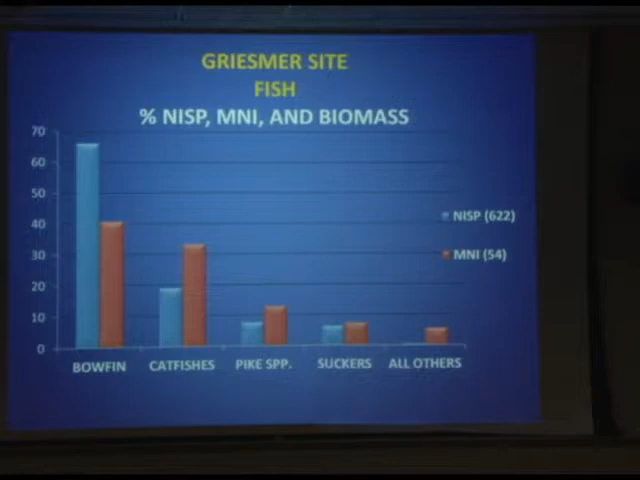 GRIESMER SITE
FISH
% NISP, MNI, AND BIOMASS
70
60
50
40
30
20
10
0
NISP (622)
MNI (54)
BOWFIN
CATFISHES
PIKE SPP.
SUCKERS
ALL OTHERS